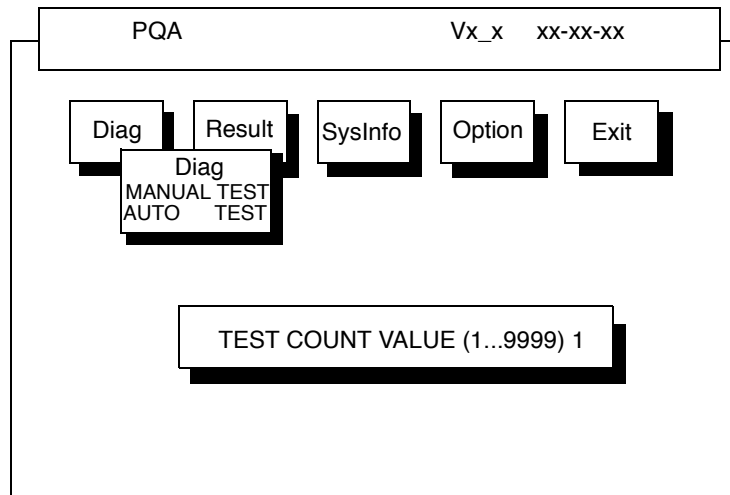 PQA Vx_x xx-xx-xx
Diag Result SysInfo Option Exit
Diag
MANUAL TEST
AUTO TEST
TEST COUNT VALUE (1...9999) 1